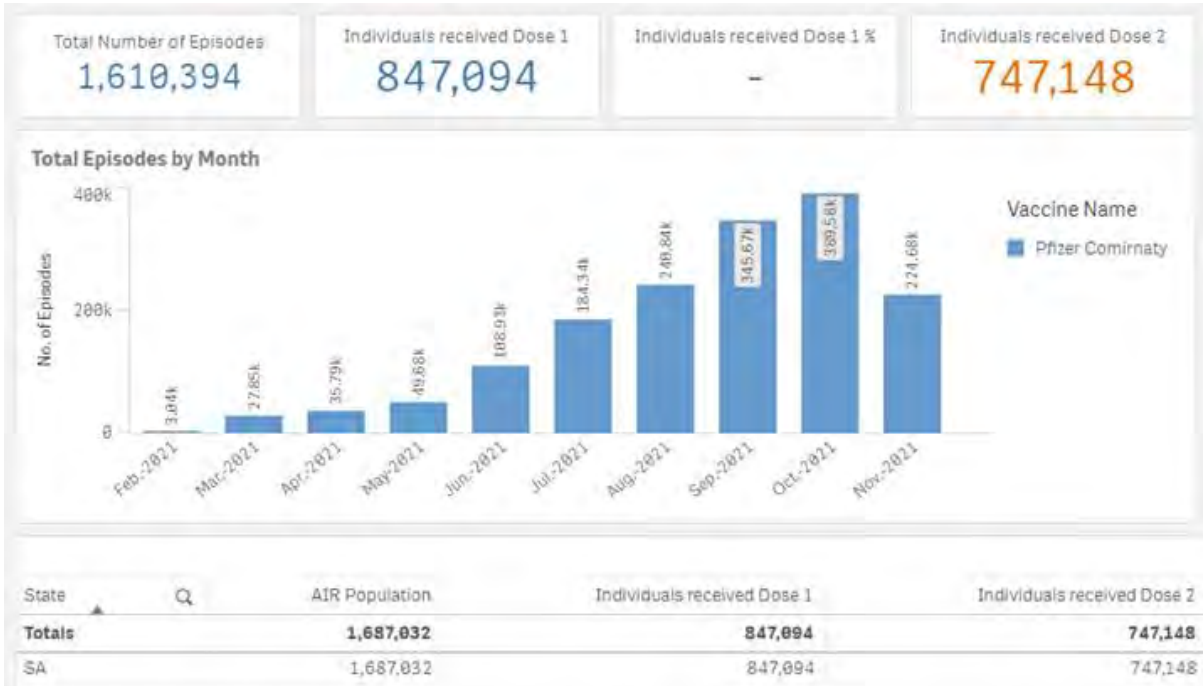 Total Number of Episodes
1,610,394
Individuals received Dose 1
847,094
Individuals received Dose 1 %
-
Individuals received Dose 2
747,148
Total Episodes by Month
No. of Episodes
400k
200k
0
3.04k
27.85k
35.79k
49.68k
108.93k
184.34k
240.84k
345.67k
389.58k
224.68k
Feb.-2021
Mar.-2021
Apr.-2021
May-2021
Jun.-2021
Jul.-2021
Aug.-2021
Sep.-2021
Oct.-2021
Nov.-2021
Vaccine Name
Pfizer Comirnaty
State AIR Population Individuals received Dose 1 Individuals received Dose 2
Totals 1,687,032 847,094 747,148
SA 1,687,032 847,094 747,148